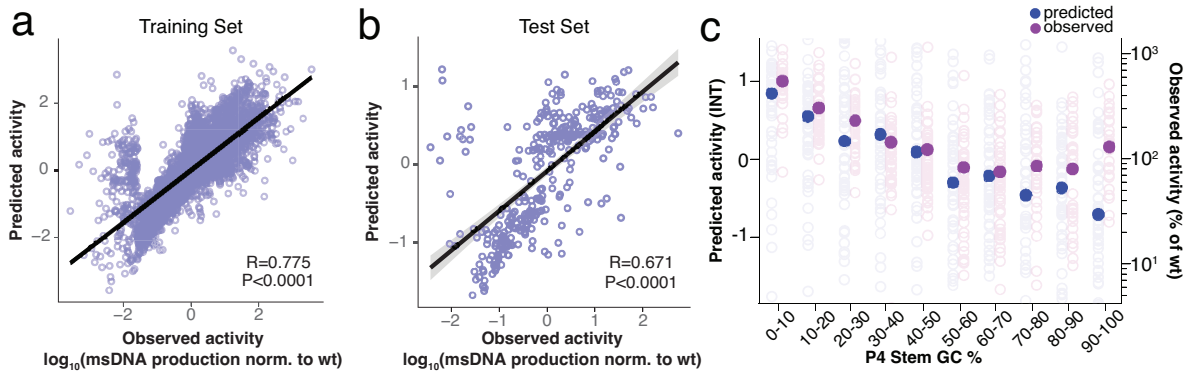 a
Training Set
Predicted activity
2
0
−2
−2
0
2
R=0.775
P<0.0001
Observed activity
log10(msDNA production norm. to wt)
b
Test Set
Predicted activity
1
0
−1
−2
−1
0
1
2
R=0.671
P<0.0001
Observed activity
log10(msDNA production norm. to wt)
c
predicted
observed
Predicted activity (INT)
1
0
-1
Observed activity (% of wt)
10³
10²
10¹
0-10
10-20
20-30
30-40
40-50
50-60
60-70
70-80
80-90
90-100
P4 Stem GC %